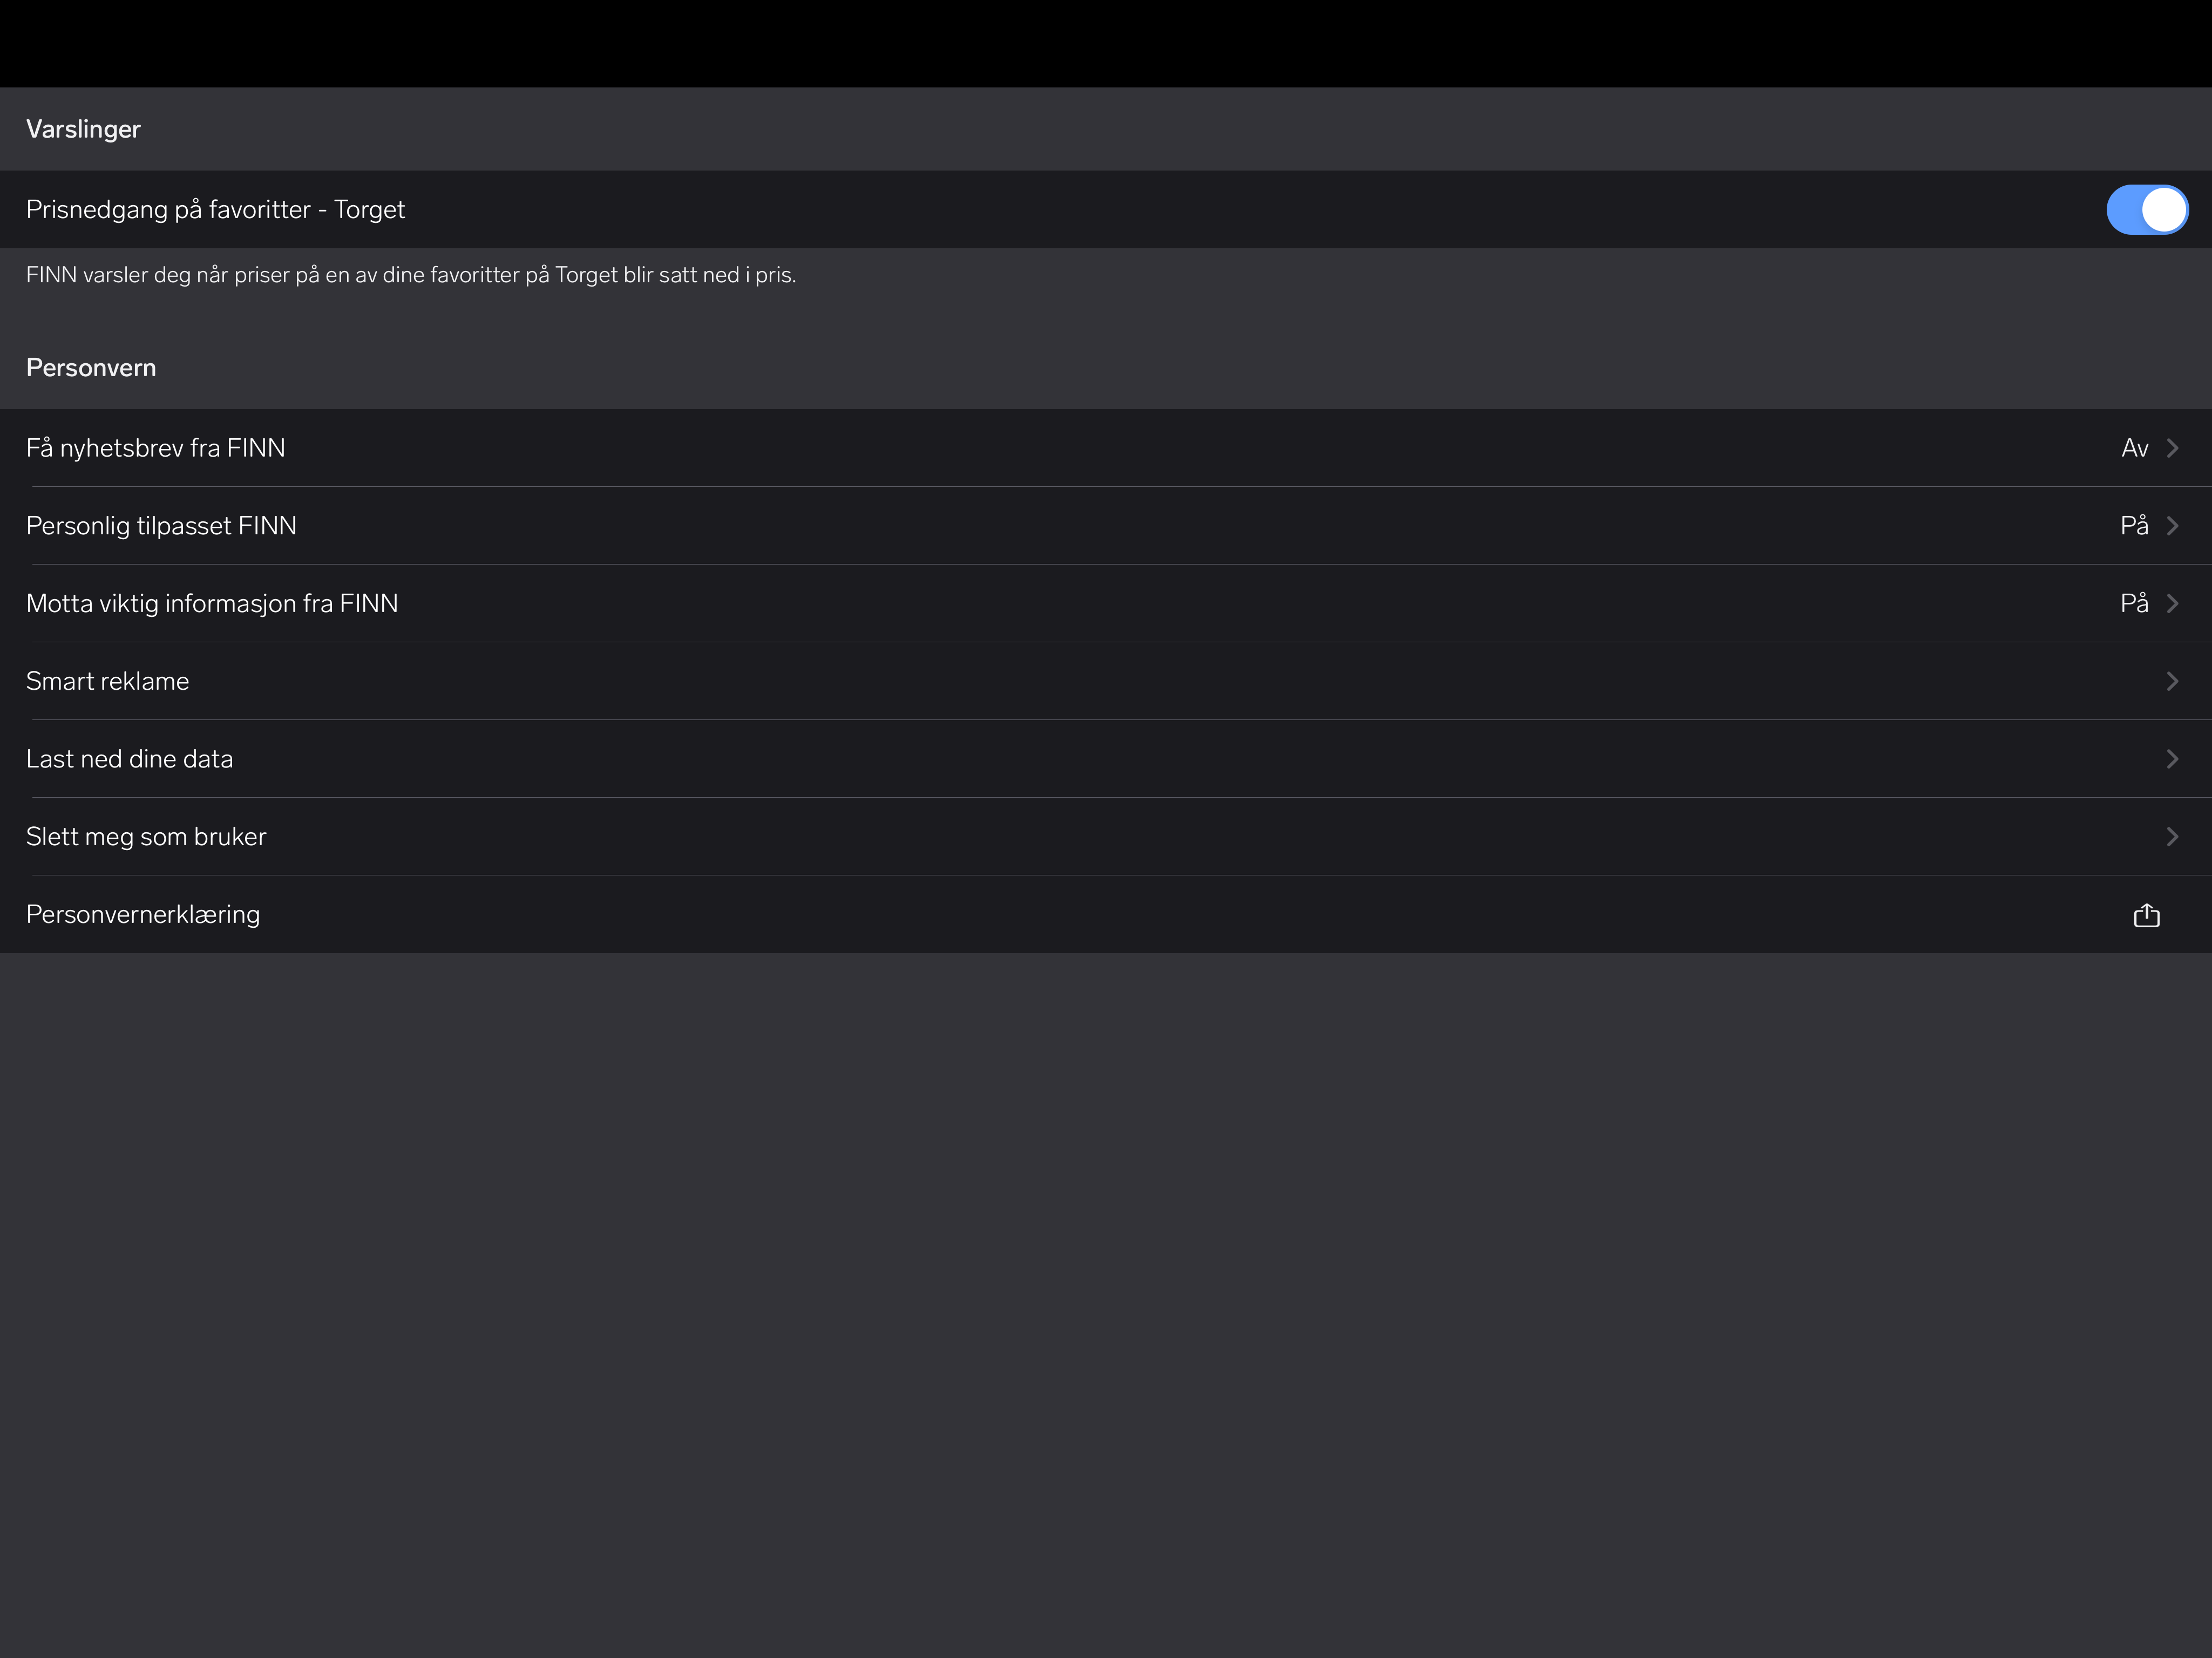 Varslinger
Prisnedgang på favoritter - Torget
FINN varsler deg når priser på en av dine favoritter på Torget blir satt ned i pris.
Personvern
Få nyhetsbrev fra FINN Av
Personlig tilpasset FINN På
Motta viktig informasjon fra FINN På
Smart reklame
Last ned dine data
Slett meg som bruker
Personvernerklæring